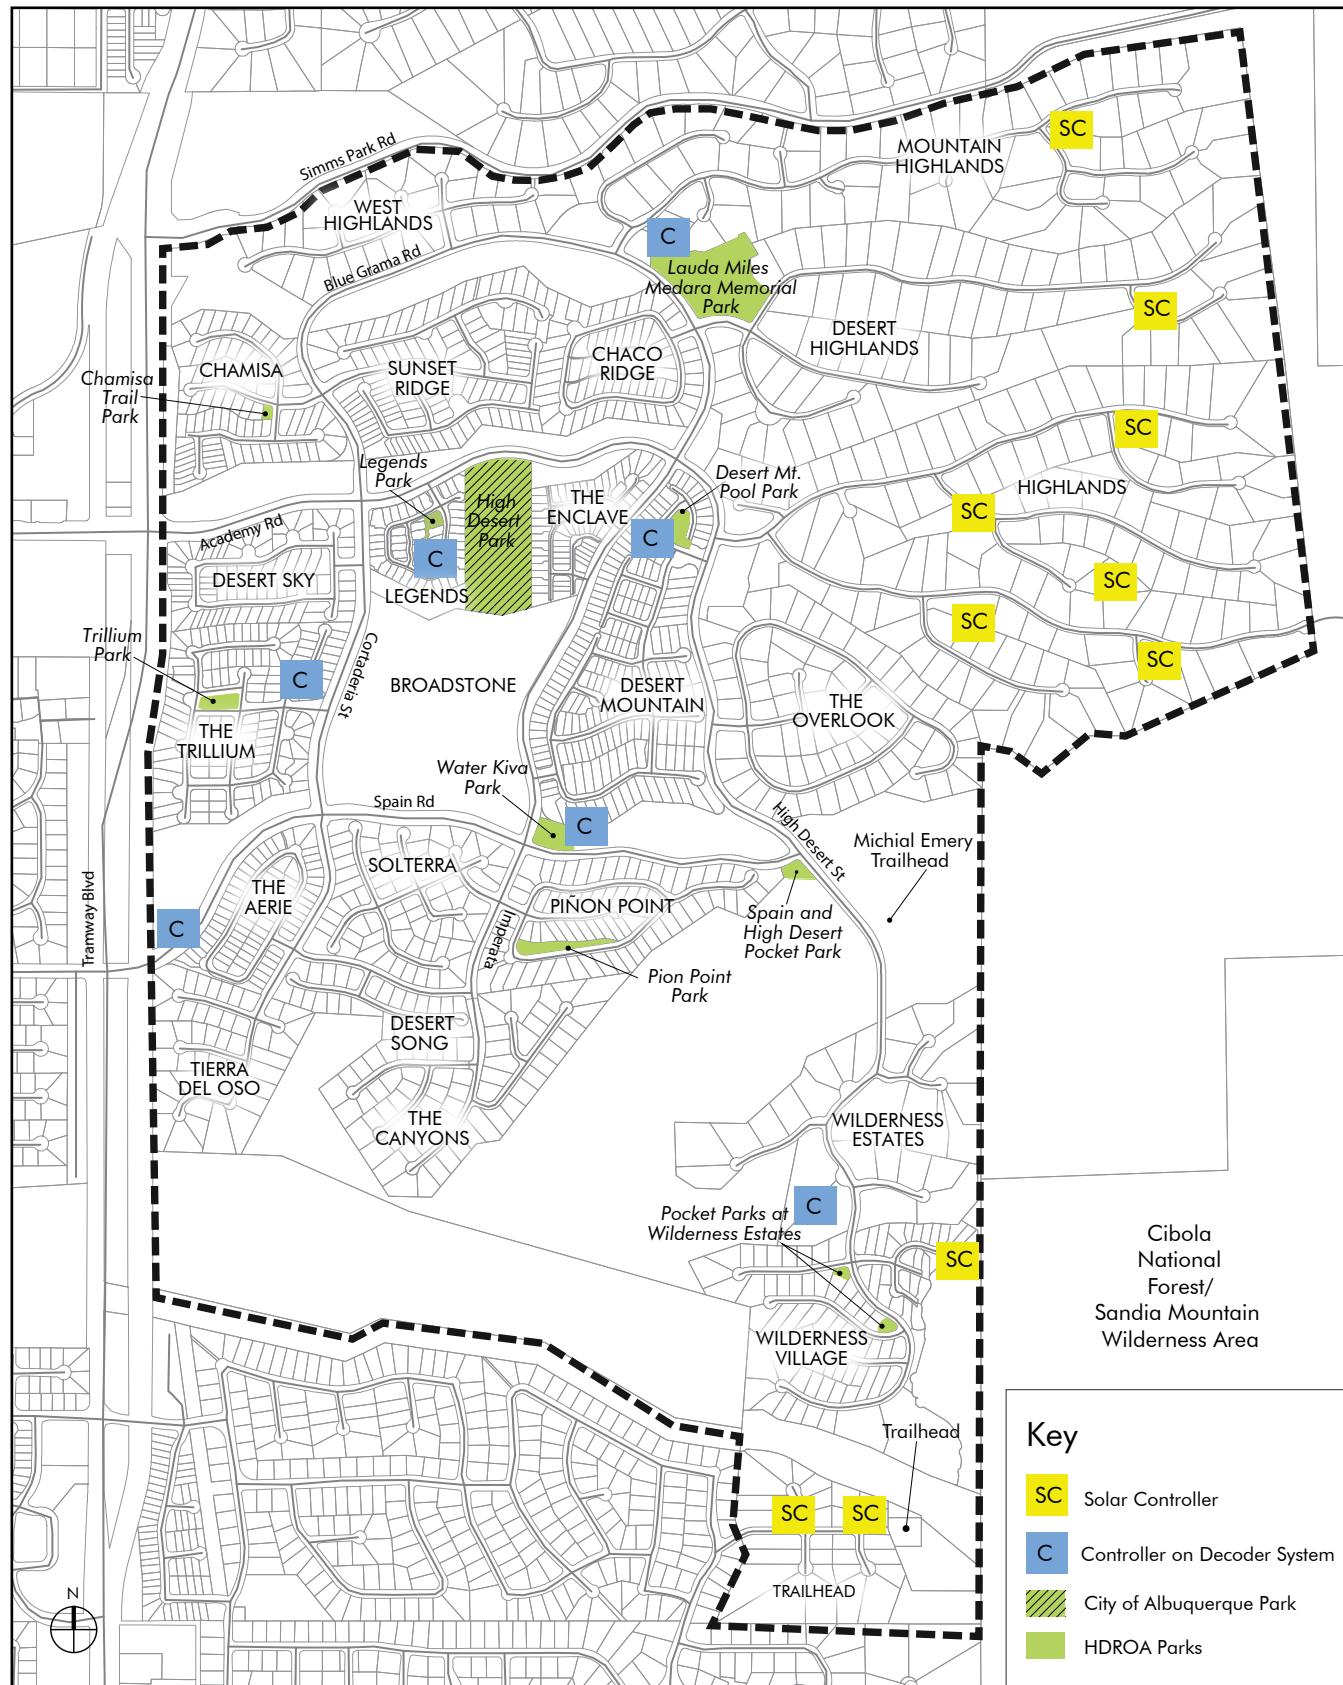 Simms Park Rd
MOUNTAIN
HIGHLANDS
SC
WEST
HIGHLANDS
C
Blue Grama Rd
Lauda Miles
Medara Memorial
Park
SC
DESERT
HIGHLANDS
CHACO
RIDGE
SUNSET
RIDGE
CHAMISA
Chamisa
Trail
Park
SC
Legends
Park
Desert Mt.
Pool Park
HIGHLANDS
High
Desert
Park
THE
ENCLAVE
SC
Academy Rd
C
C
DESERT SKY
LEGENDS
SC
SC
Trillium
Park
Cortaderia St
C
BROADSTONE
DESERT
MOUNTAIN
THE
OVERLOOK
SC
THE
TRILLIUM
Water Kiva
Park
Spain Rd
C
High Desert St
Michial Emery
Trailhead
SOLTERRA
THE
AERIE
PIÑON POINT
Tramway Blvd
C
Imperata
Spain and
High Desert
Pocket Park
Pion Point
Park
DESERT
SONG
TIERRA
DEL OSO
THE
CANYONS
WILDERNESS
ESTATES
C
Pocket Parks at
Wilderness Estates
SC
Cibola
National
Forest/
Sandia Mountain
Wilderness Area
WILDERNESS
VILLAGE
Trailhead
SC
SC
TRAILHEAD
N
Key
SC
Solar Controller
C
Controller on Decoder System
City of Albuquerque Park
HDROA Parks